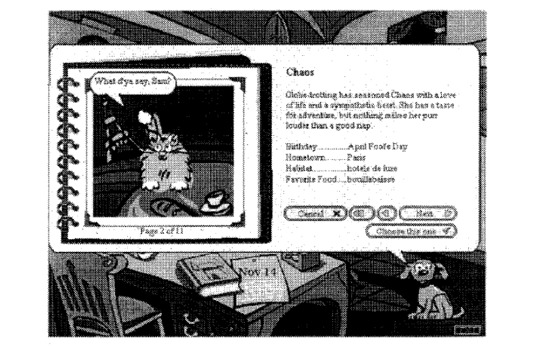 What d'ya say, Sam?
Page 2 of 11
Chaos
Globe-trotting has seasoned Chaos with a love
of life and a sympathetic heart. She has a taste
for adventure, but nothing makes her purr
louder than a good nap.
Birthday..............April Fool's Day
Hometown........Paris
Habitat..............hotels de luxe
Favorite Food....bouillabaisse
Cancel
Next
Choose this one
Nov 14